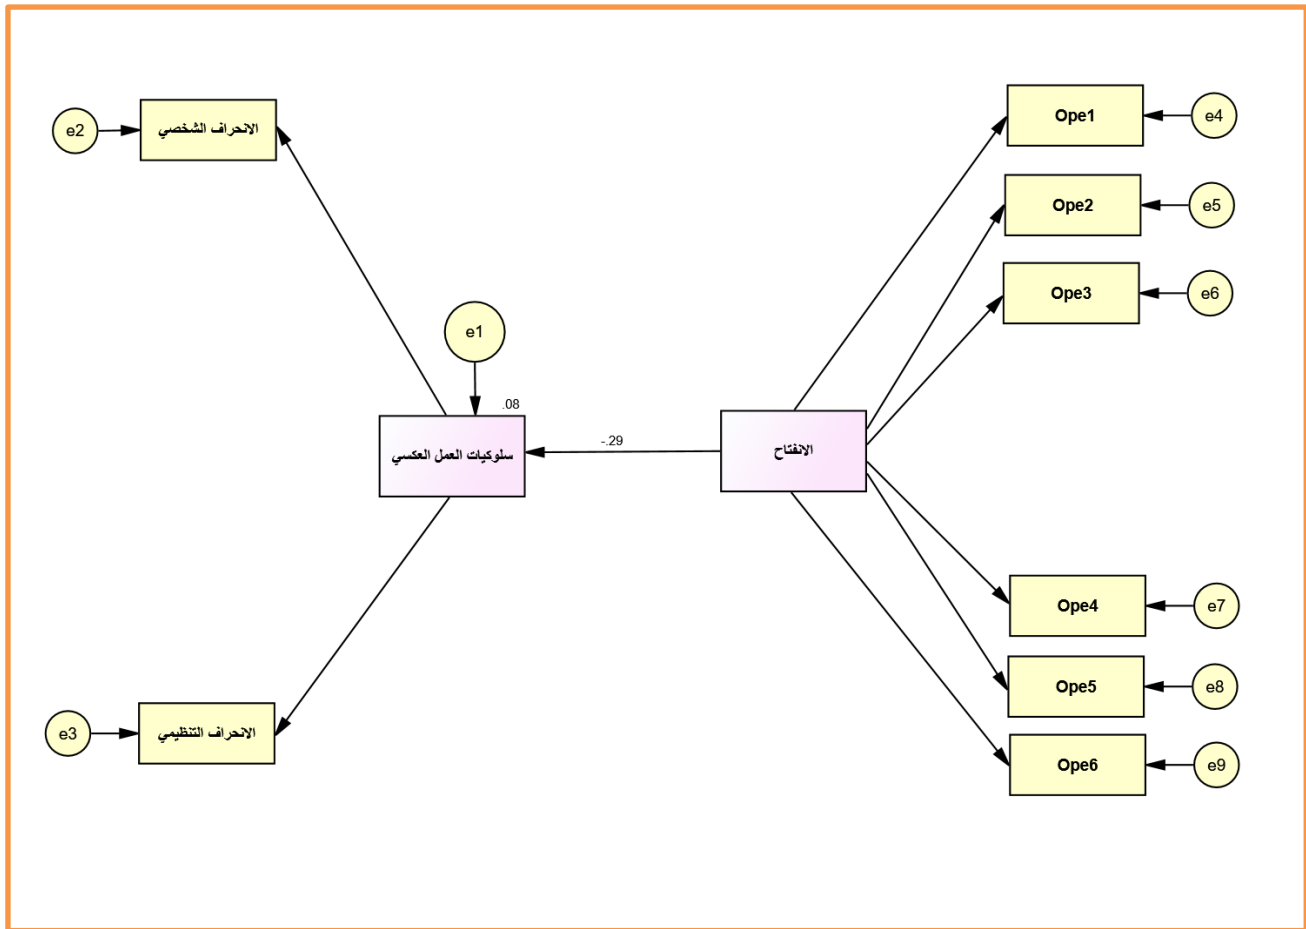 e2
الانحراف الشخصي
Ope1
e4
Ope2
e5
Ope3
e6
e1
.08
سلوكيات العمل العكسي
-.29
الانفتاح
Ope4
e7
Ope5
e8
e3
الانحراف التنظيمي
Ope6
e9